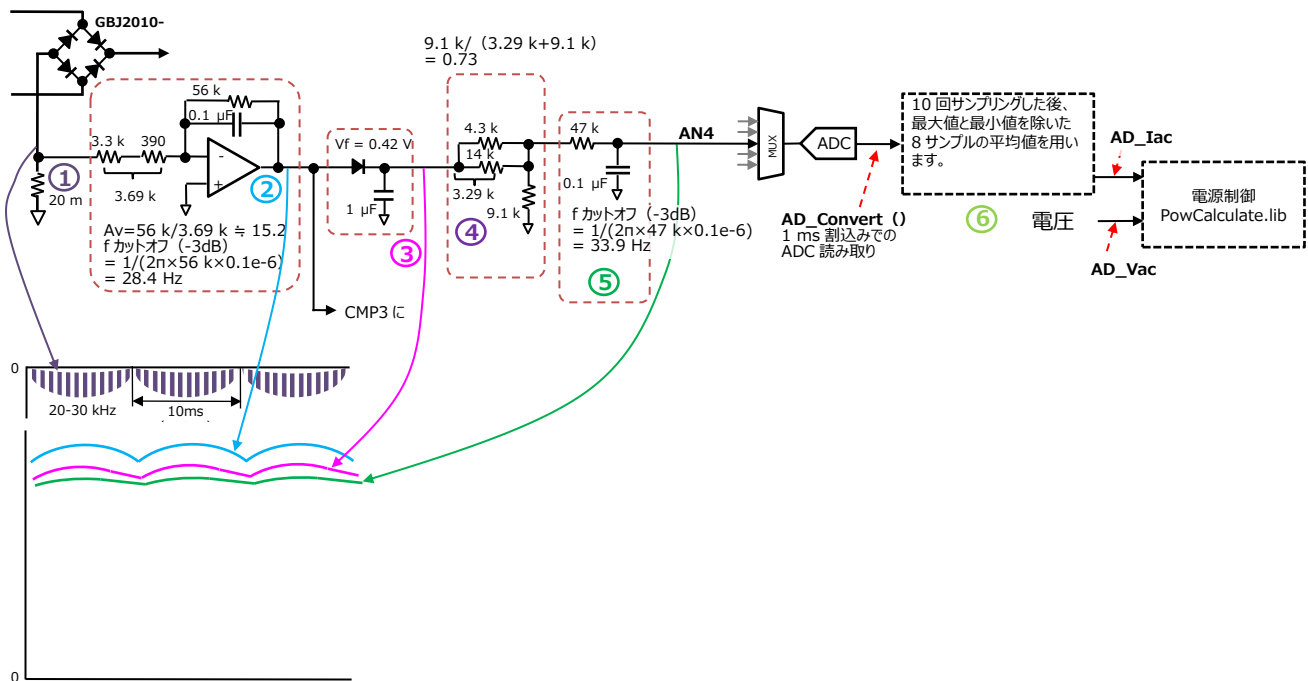 GBJ2010-
9.1 k/（3.29 k+9.1 k）
= 0.73
56 k
0.1 µF
3.3 k
390
-
+
①
20 m
3.69 k
②
Av=56 k/3.69 k ≒ 15.2
f カットオフ（-3dB）
= 1/(2π×56 k×0.1e-6)
= 28.4 Hz
Vf = 0.42 V
1 µF
③
CMP3 に
4.3 k
14 k
3.29 k
9.1 k
④
47 k
0.1 µF
f カットオフ（-3dB）
= 1/(2π×47 k×0.1e-6)
= 33.9 Hz
⑤
AN4
MUX
ADC
AD_Convert（）
1 ms 割込みでの
ADC 読み取り
10 回サンプリングした後、
最大値と最小値を除いた
8 サンプルの平均値を用い
ます。
⑥
AD_Iac
電圧
AD_Vac
電源制御
PowCalculate.lib
0
20-30 kHz
10ms
0